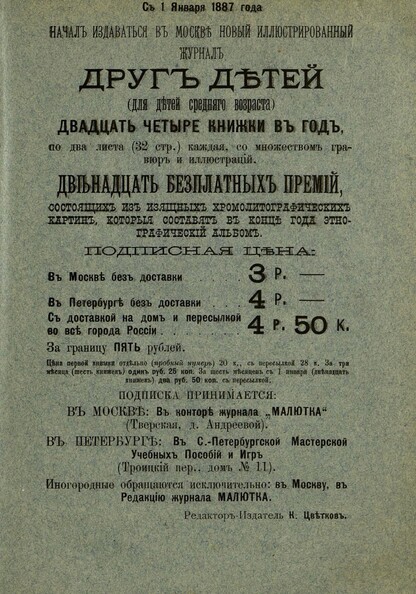 Съ 1 Января 1887 года
НАЧАЛЪ ИЗДАВАТЬСЯ ВЪ МОСКВѢ НОВЫЙ ИЛЛЮСТРИРОВАННЫЙ
ЖУРНАЛЪ
ДРУГЪ ДѢТЕЙ
(для дѣтей средняго возраста)
ДВАДЦАТЬ ЧЕТЫРЕ КНИЖКИ ВЪ ГОДЪ,
по два листа (32 стр.) каждая, со множествомъ гра-
вюръ и иллюстрацій.
ДВѢНАДЦАТЬ БЕЗПЛАТНЫХЪ ПРЕМІЙ,
СОСТОЯЩИХЪ ИЗЪ ИЗЯЩНЫХЪ ХРОМОЛИТОГРАФИЧЕСКИХЪ
КАРТИНЪ, КОТОРЫЯ СОСТАВЯТЪ ВЪ КОНЦѢ ГОДА ЭТНО-
ГРАФИЧЕСКІЙ АЛЬБОМЪ.
ПОДПИСНАЯ ЦѢНА:
Въ Москвѣ безъ доставки . . . . 3 Р. —
Въ Петербургѣ безъ доставки . . 4 Р. —
Съ доставкой на домъ и пересылкой
во всѣ города Россіи . . . . . 4 Р. 50 К.
За границу ПЯТЬ рублей.
Цѣна первой книжки отдѣльно (пробный нумеръ) 20 к., съ пересылкой 28 к. За три
мѣсяца (шесть книжекъ) одинъ руб. 25 коп. За шесть мѣсяцевъ съ 1 января (двѣнадцать
книжекъ) два руб. 50 коп. съ пересылкой.
ПОДПИСКА ПРИНИМАЕТСЯ:
ВЪ МОСКВѢ: Въ конторѣ журнала „МАЛЮТКА"
(Тверская, д. Андреевой).
ВЪ ПЕТЕРБУРГѢ: Въ С.-Петербургской Мастерской
Учебныхъ Пособій и Игръ
(Троицкій пер., домъ № 11).
Иногородные обращаются исключительно: въ Москву, въ
Редакцію журнала МАЛЮТКА.
Редакторъ-Издатель К. Цвѣтковъ.